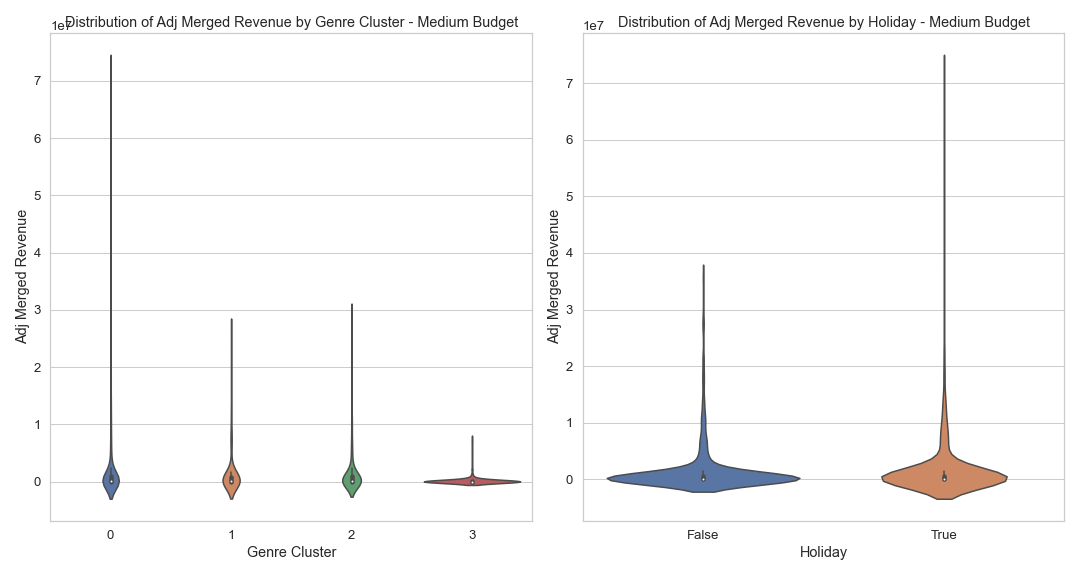 1e7
Distribution of Adj Merged Revenue by Genre Cluster - Medium Budget
7
6
5
4
3
2
1
0
Adj Merged Revenue
0 1 2 3
Genre Cluster
1e7
Distribution of Adj Merged Revenue by Holiday - Medium Budget
7
6
5
4
3
2
1
0
Adj Merged Revenue
False True
Holiday